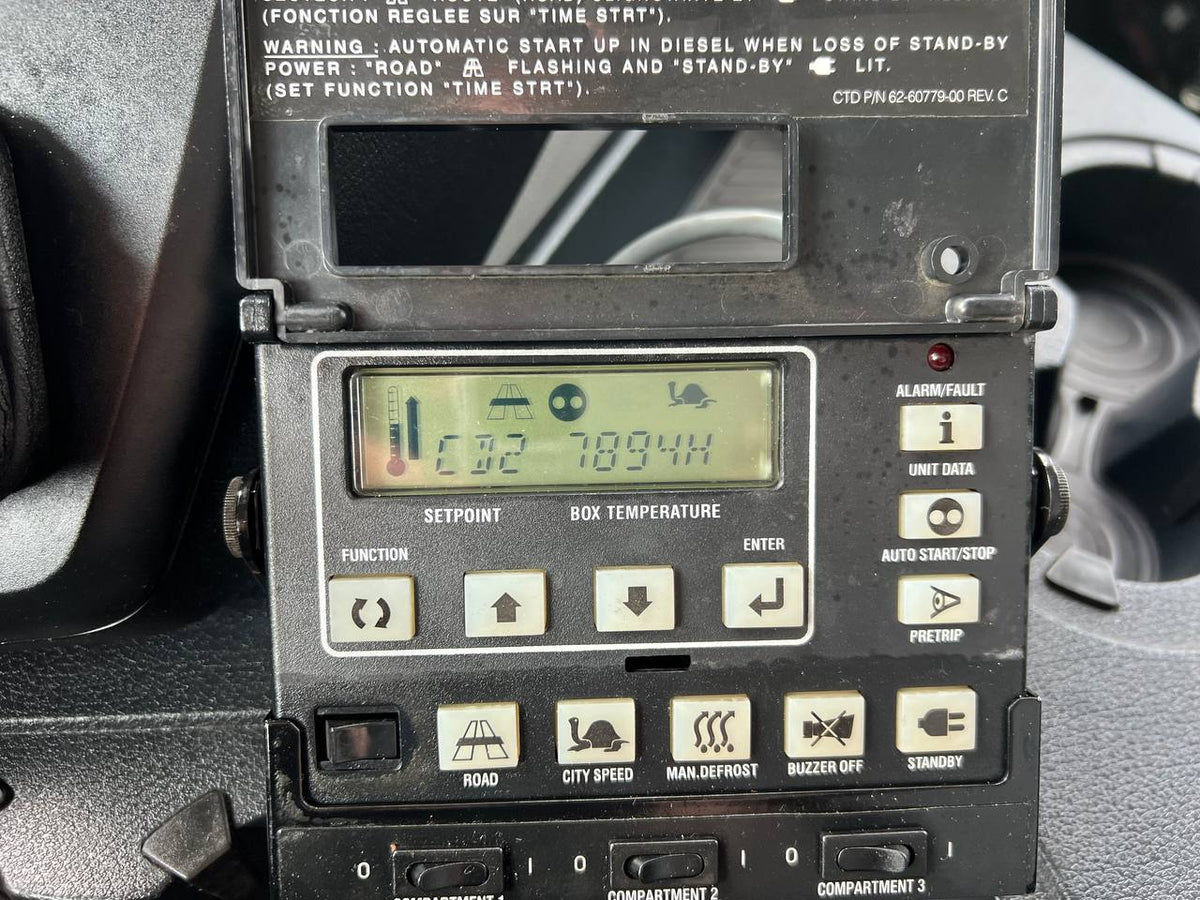 (FONCTION REGLEE SUR "TIME STRT").
WARNING : AUTOMATIC START UP IN DIESEL WHEN LOSS OF STAND-BY
POWER : "ROAD" FLASHING AND "STAND-BY" LIT.
(SET FUNCTION "TIME STRT").
CTD P/N 62-60779-00 REV. C
CD2 7894H
SETPOINT BOX TEMPERATURE
ALARM/FAULT
i
UNIT DATA
AUTO START/STOP
PRETRIP
FUNCTION
ENTER
ROAD
CITY SPEED
MAN.DEFROST
BUZZER OFF
STANDBY
0 I 0 I 0 I
COMPARTMENT 1
COMPARTMENT 2
COMPARTMENT 3